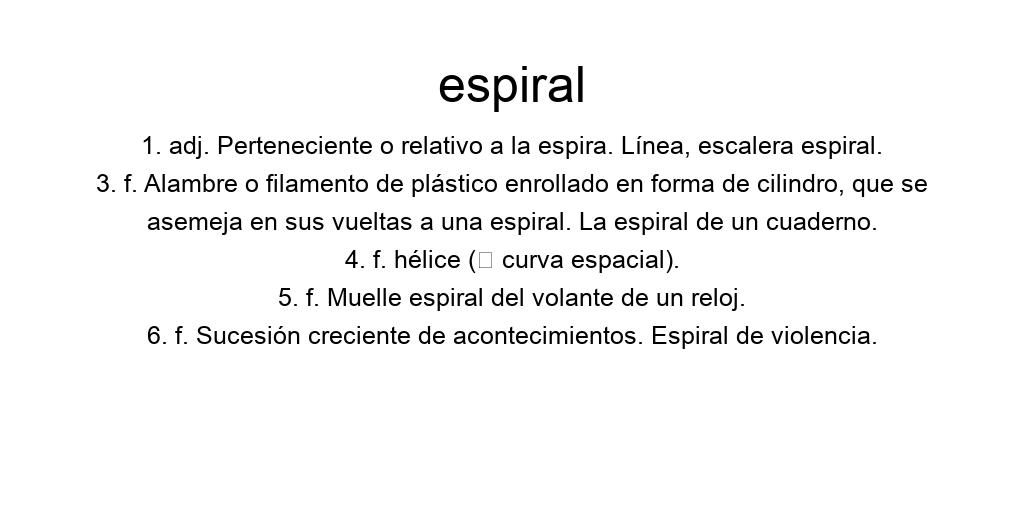 espiral
1. adj. Perteneciente o relativo a la espira. Línea, escalera espiral.
3. f. Alambre o filamento de plástico enrollado en forma de cilindro, que se
asemeja en sus vueltas a una espiral. La espiral de un cuaderno.
4. f. hélice (□ curva espacial).
5. f. Muelle espiral del volante de un reloj.
6. f. Sucesión creciente de acontecimientos. Espiral de violencia.